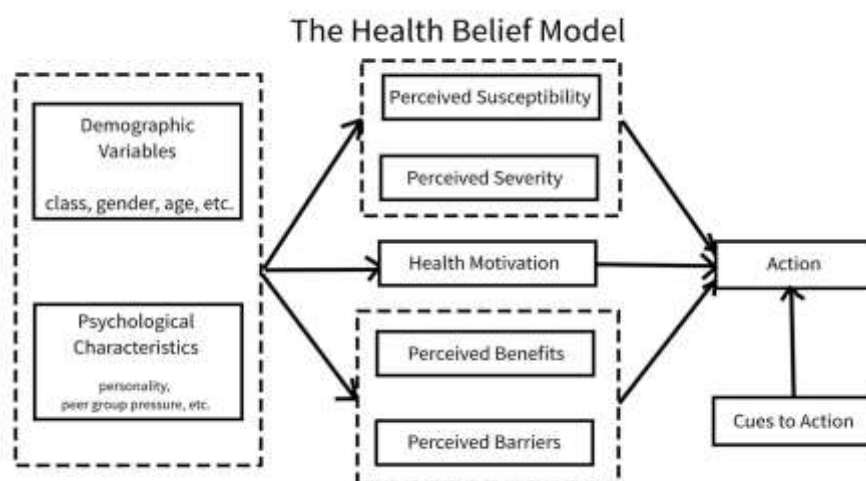 The Health Belief Model
Demographic
Variables
class, gender, age, etc.
Psychological
Characteristics
personality,
peer group pressure, etc.
Perceived Susceptibility
Perceived Severity
Health Motivation
Perceived Benefits
Perceived Barriers
Action
Cues to Action